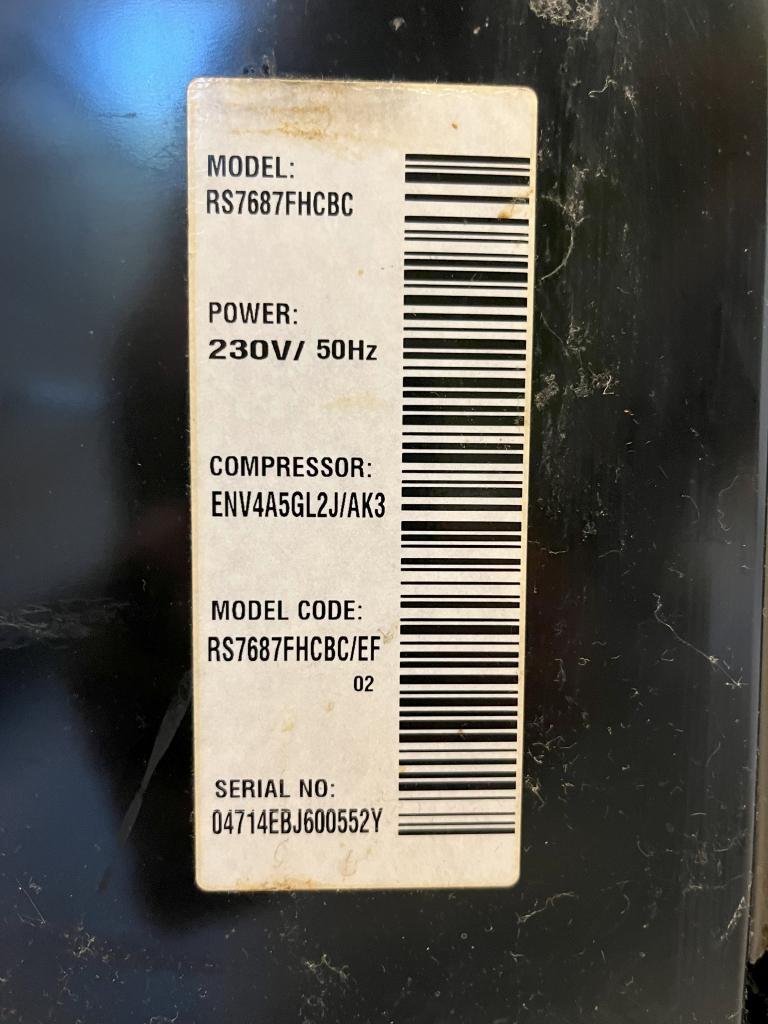 MODEL:
RS7687FHCBC
POWER:
230V/ 50Hz
COMPRESSOR:
ENV4A5GL2J/AK3
MODEL CODE:
RS7687FHCBC/EF
02
SERIAL NO:
04714EBJ600552Y